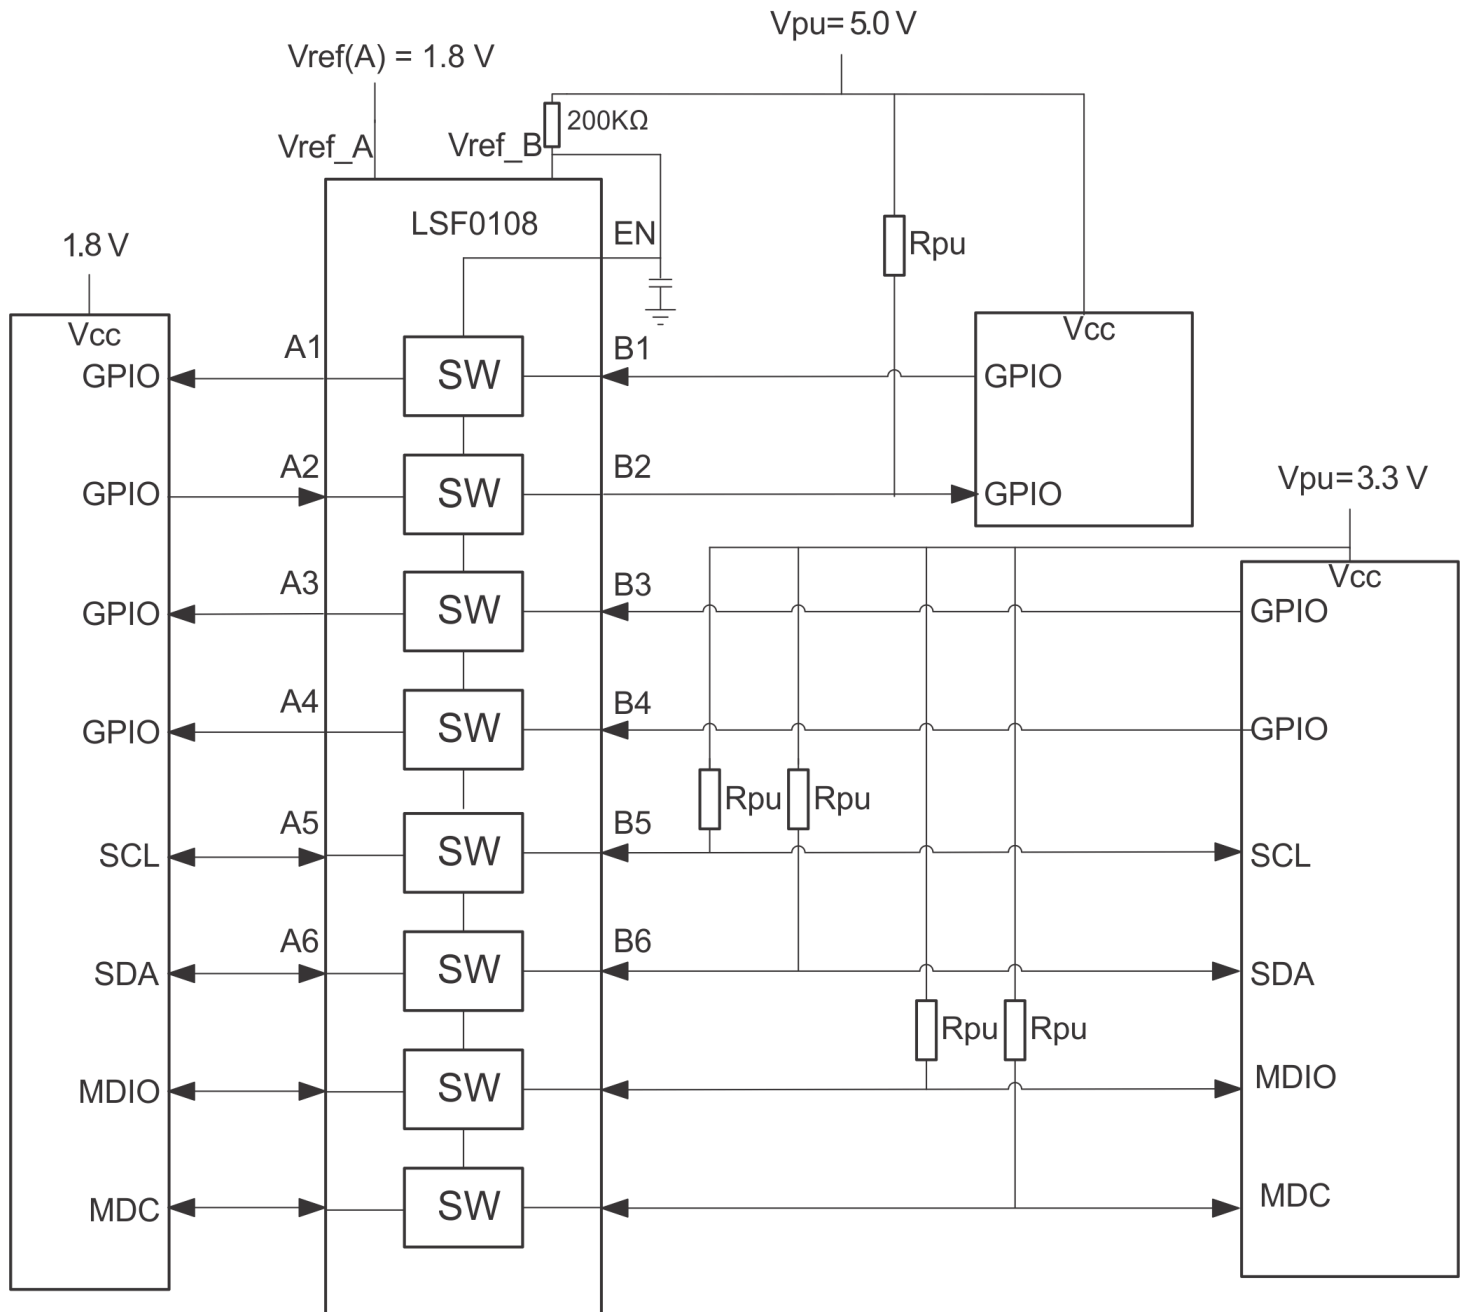 Vpu= 5.0 V
Vref(A) = 1.8 V
200KΩ
Vref_A
Vref_B
LSF0108
EN
Rpu
1.8 V
Vcc
Vcc
GPIO
A1
SW
B1
GPIO
GPIO
A2
SW
B2
GPIO
Vpu=3.3 V
Vcc
GPIO
A3
SW
B3
GPIO
GPIO
A4
SW
B4
GPIO
Rpu
Rpu
SCL
A5
SW
B5
SCL
SDA
A6
SW
B6
SDA
Rpu
Rpu
MDIO
SW
MDIO
MDC
SW
MDC